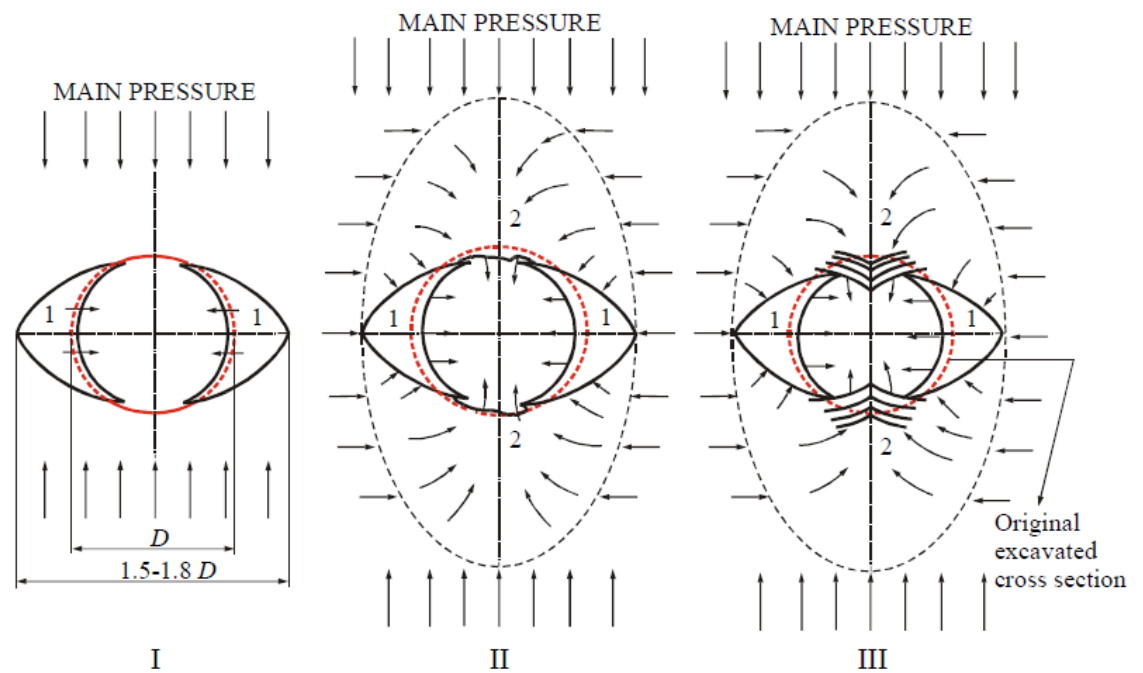 MAIN PRESSURE
1
1
D
1.5-1.8 D
I
MAIN PRESSURE
2
1
1
2
II
MAIN PRESSURE
2
1
1
2
Original
excavated
cross section
III